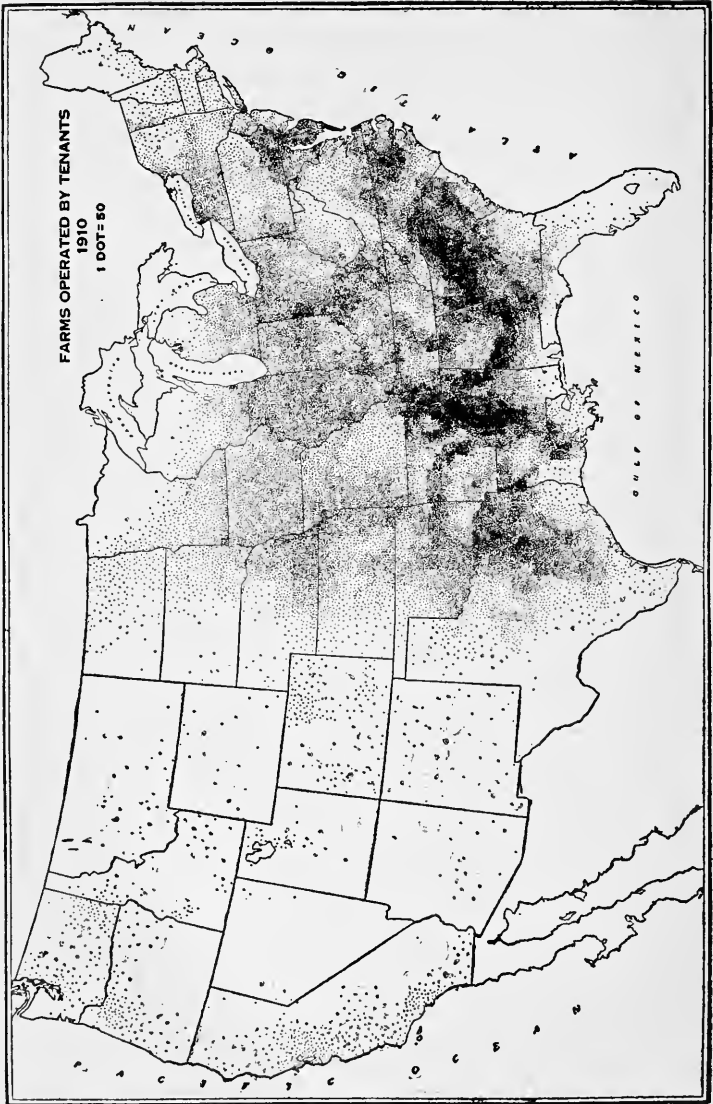 FARMS OPERATED BY TENANTS
1910
1 DOT = 50
ATLANTIC OCEAN
GULF OF MEXICO
PACIFIC OCEAN